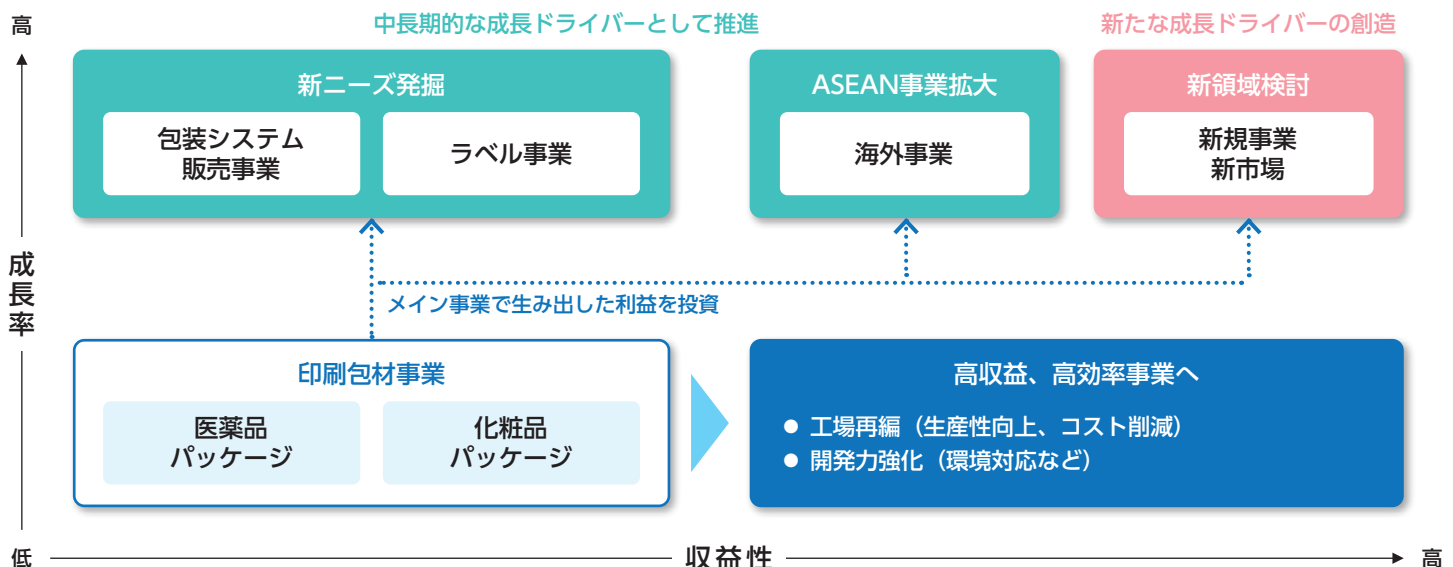 高
中長期的な成長ドライバーとして推進
新たな成長ドライバーの創造
新ニーズ発掘
包装システム
販売事業
ラベル事業
ASEAN事業拡大
海外事業
新領域検討
新規事業
新市場
成長率
メイン事業で生み出した利益を投資
印刷包材事業
医薬品
パッケージ
化粧品
パッケージ
高収益、高効率事業へ
● 工場再編（生産性向上、コスト削減）
● 開発力強化（環境対応など）
低
収益性
高